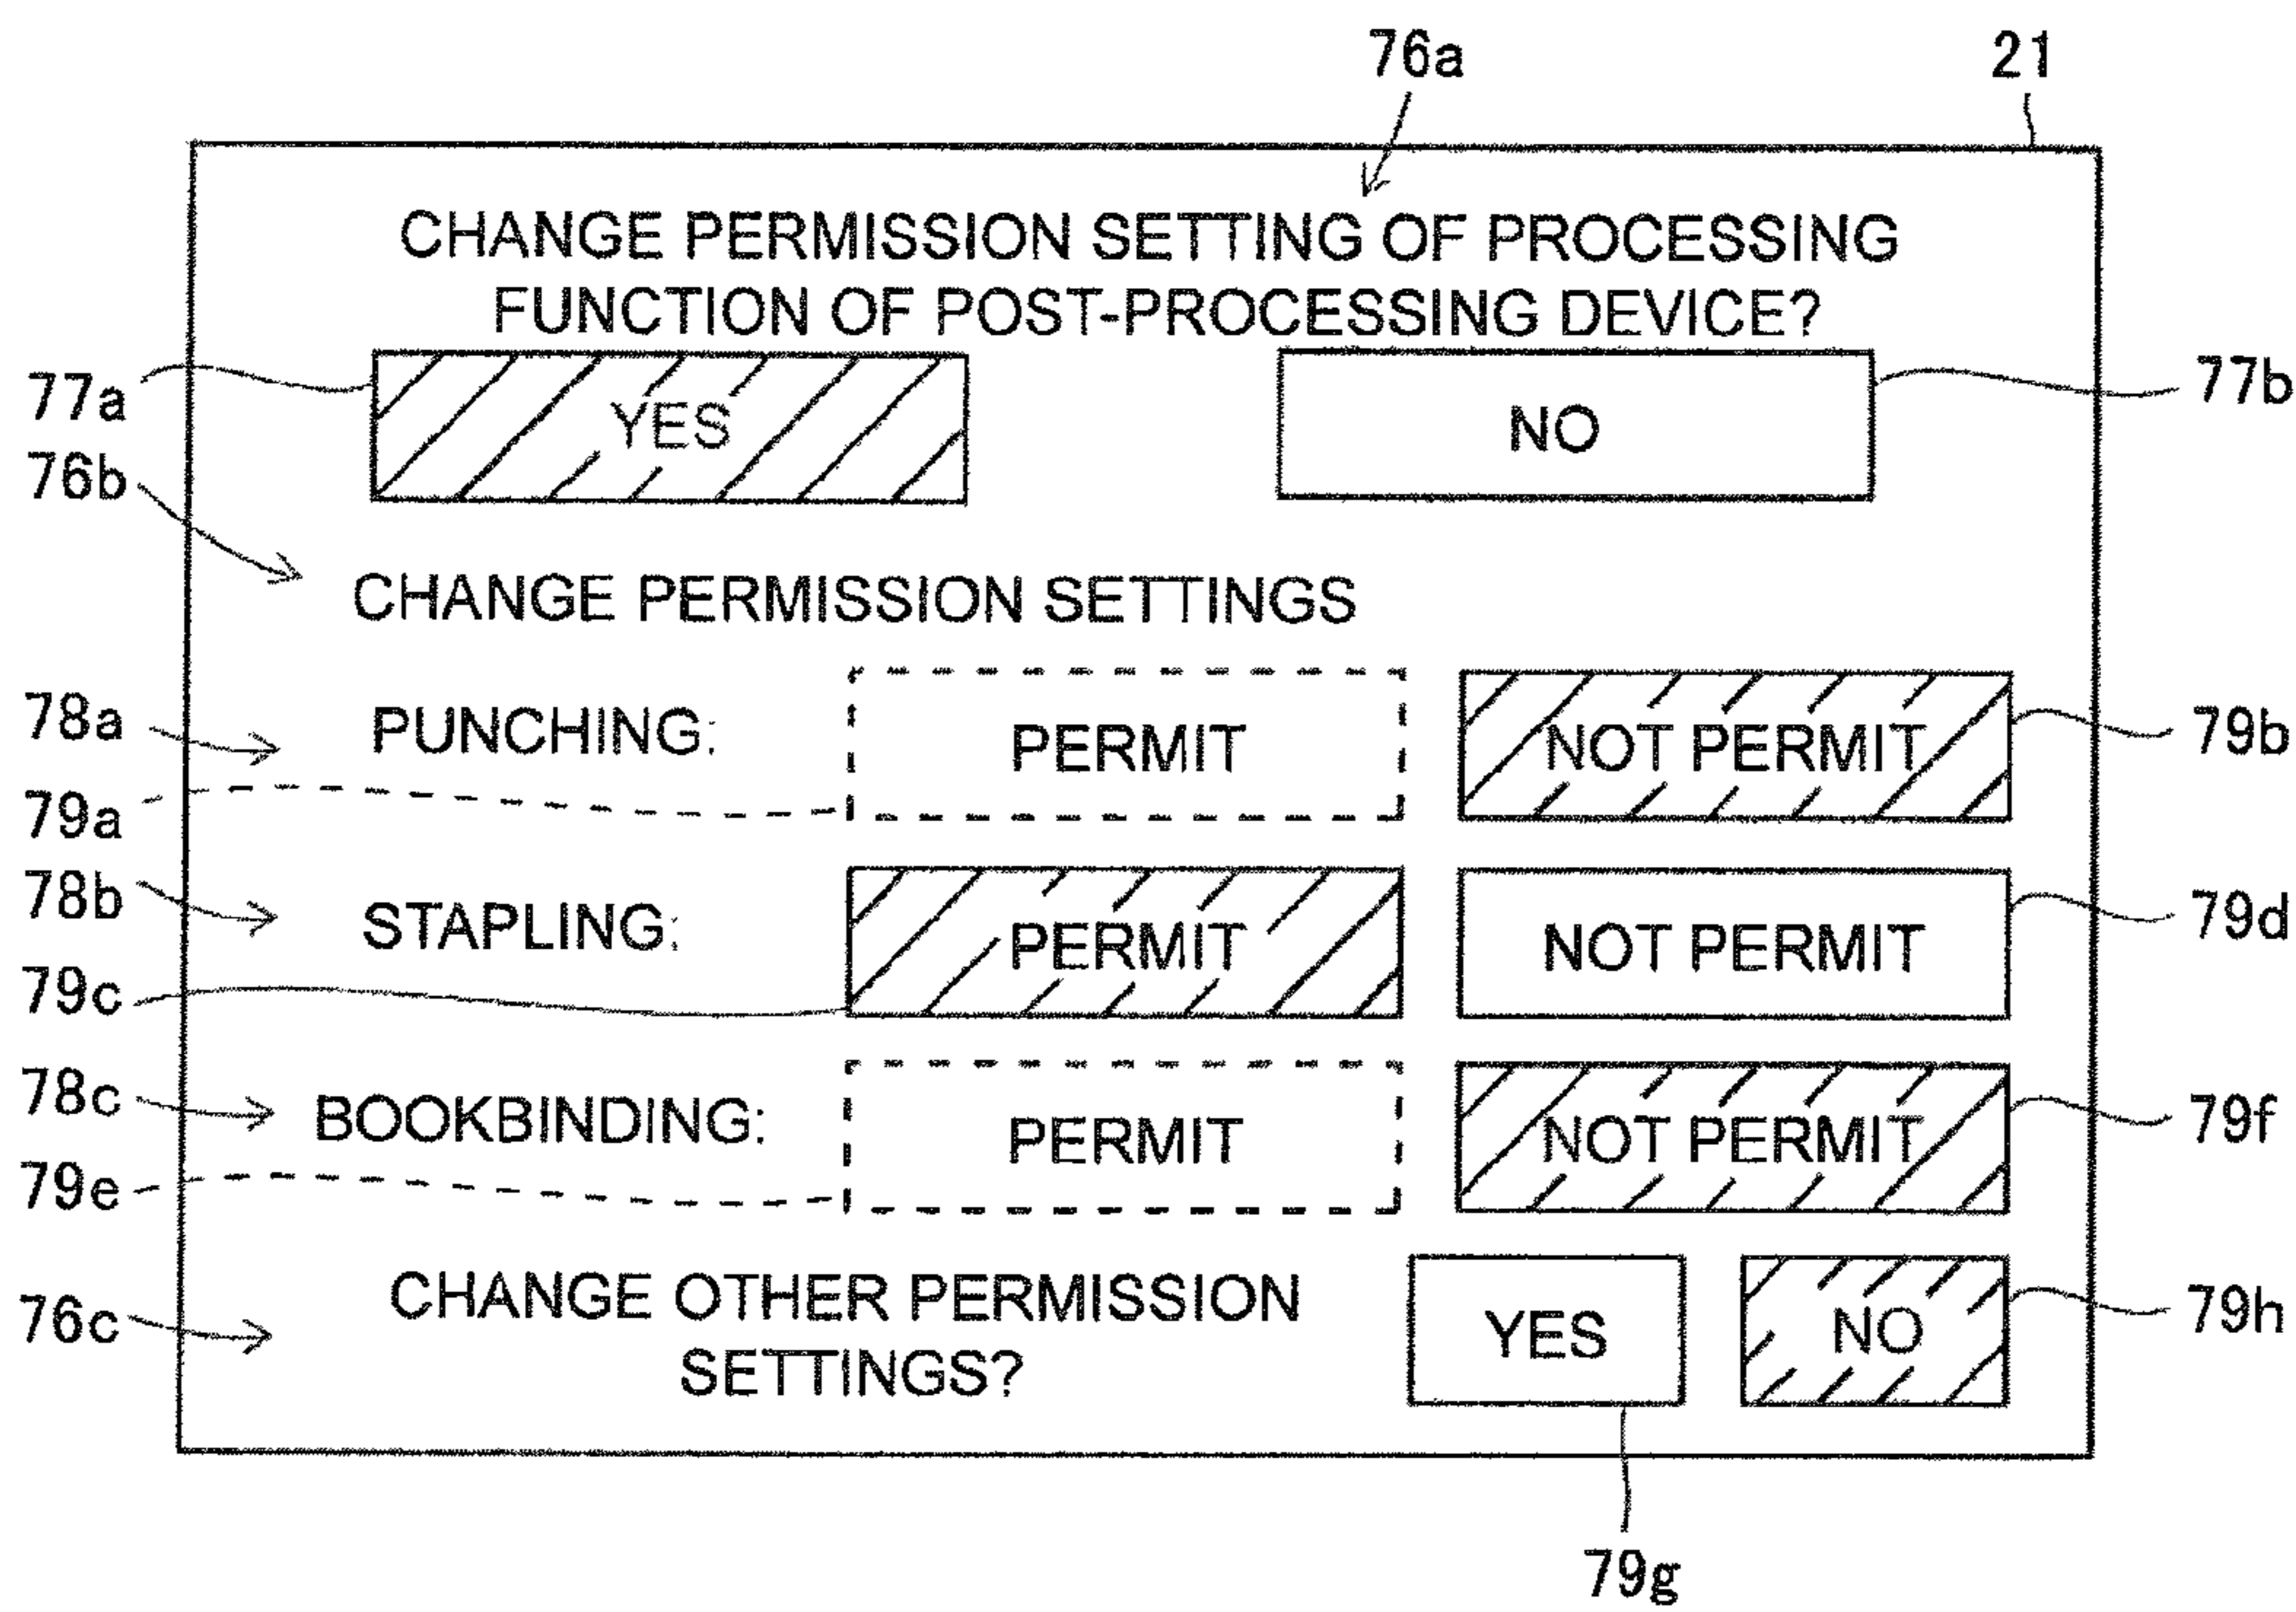 76a
21
CHANGE PERMISSION SETTING OF PROCESSING
FUNCTION OF POST-PROCESSING DEVICE?
77a
YES
NO
77b
76b
CHANGE PERMISSION SETTINGS
78a
PUNCHING:
PERMIT
NOT PERMIT
79b
79a
78b
STAPLING:
PERMIT
NOT PERMIT
79d
79c
78c
BOOKBINDING:
PERMIT
NOT PERMIT
79f
79e
76c
CHANGE OTHER PERMISSION
SETTINGS?
YES
NO
79h
79g